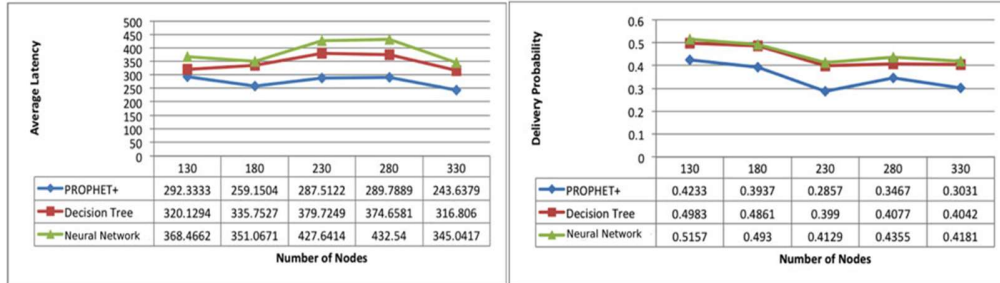 Average Latency
500
450
400
350
300
250
200
150
100
50
0
130 180 230 280 330
PROPHET+ 292.3333 259.1504 287.5122 289.7889 243.6379
Decision Tree 320.1294 335.7527 379.7249 374.6581 316.806
Neural Network 368.4662 351.0671 427.6414 432.54 345.0417
Number of Nodes
Delivery Probability
0.6
0.5
0.4
0.3
0.2
0.1
0
130 180 230 280 330
PROPHET+ 0.4233 0.3937 0.2857 0.3467 0.3031
Decision Tree 0.4983 0.4861 0.399 0.4077 0.4042
Neural Network 0.5157 0.493 0.4129 0.4355 0.4181
Number of Nodes